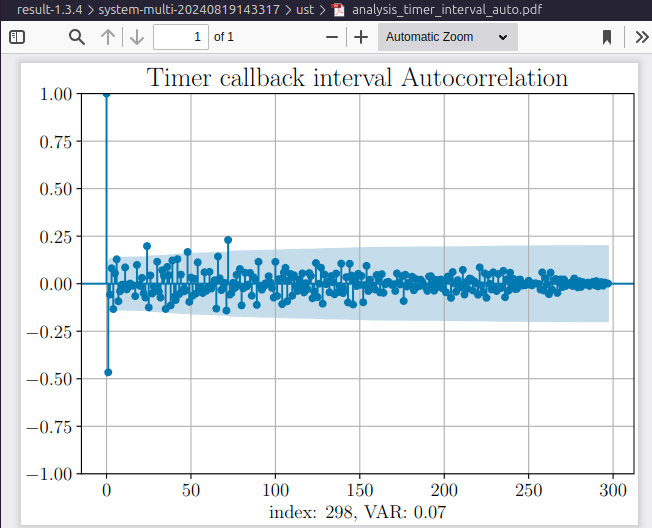 result-1.3.4 › system-multi-20240819143317 › ust › analysis_timer_interval_auto.pdf
1 of 1 Automatic Zoom
Timer callback interval Autocorrelation
1.00
0.75
0.50
0.25
0.00
−0.25
−0.50
−0.75
−1.00
0 50 100 150 200 250 300
index: 298, VAR: 0.07